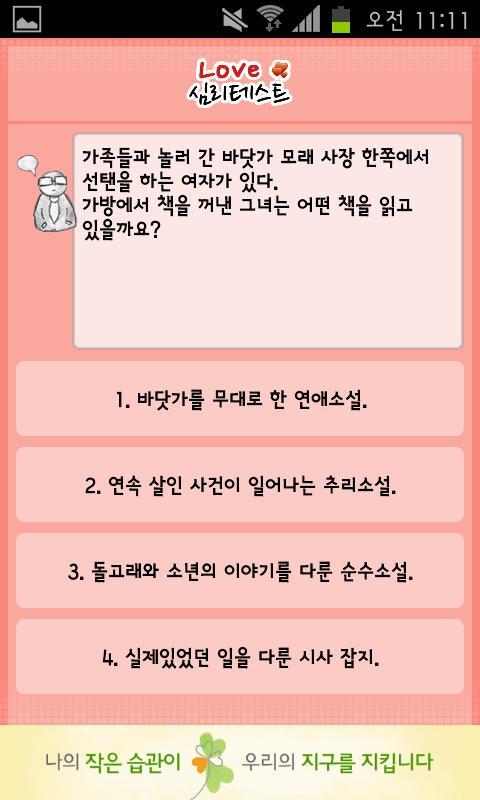 오전 11:11
Love
심리테스트
가족들과 놀러 간 바닷가 모래 사장 한쪽에서
선탠을 하는 여자가 있다.
가방에서 책을 꺼낸 그녀는 어떤 책을 읽고
있을까요?
1. 바닷가를 무대로 한 연애소설.
2. 연속 살인 사건이 일어나는 추리소설.
3. 돌고래와 소년의 이야기를 다룬 순수소설.
4. 실제있었던 일을 다룬 시사 잡지.
나의 작은 습관이 우리의 지구를 지킵니다